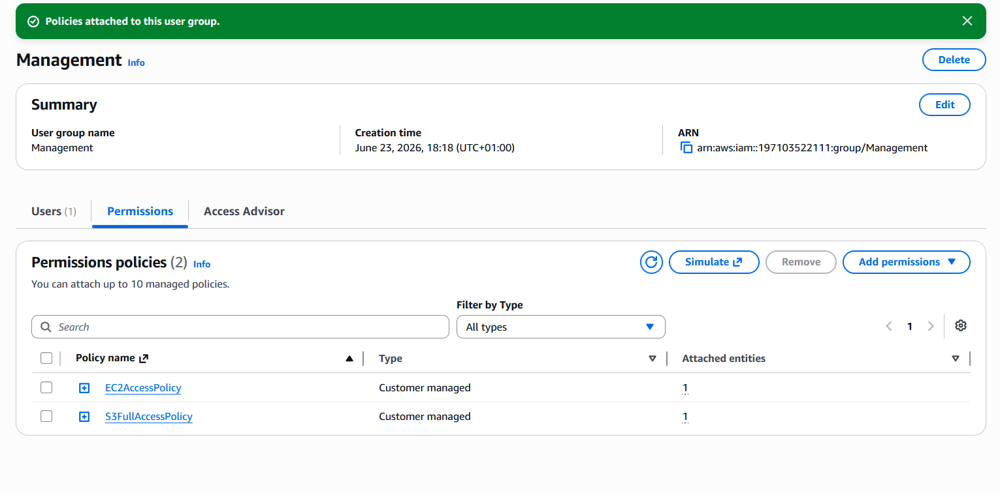 Policies attached to this user group.
Management Info
Delete
Summary
Edit
User group name
Management
Creation time
June 23, 2026, 18:18 (UTC+01:00)
ARN
arn:aws:iam::197103522111:group/Management
Users (1)
Permissions
Access Advisor
Permissions policies (2) Info
Simulate
Remove
Add permissions
You can attach up to 10 managed policies.
Filter by Type
Search
All types
1
Policy name
Type
Attached entities
EC2AccessPolicy
Customer managed
1
S3FullAccessPolicy
Customer managed
1